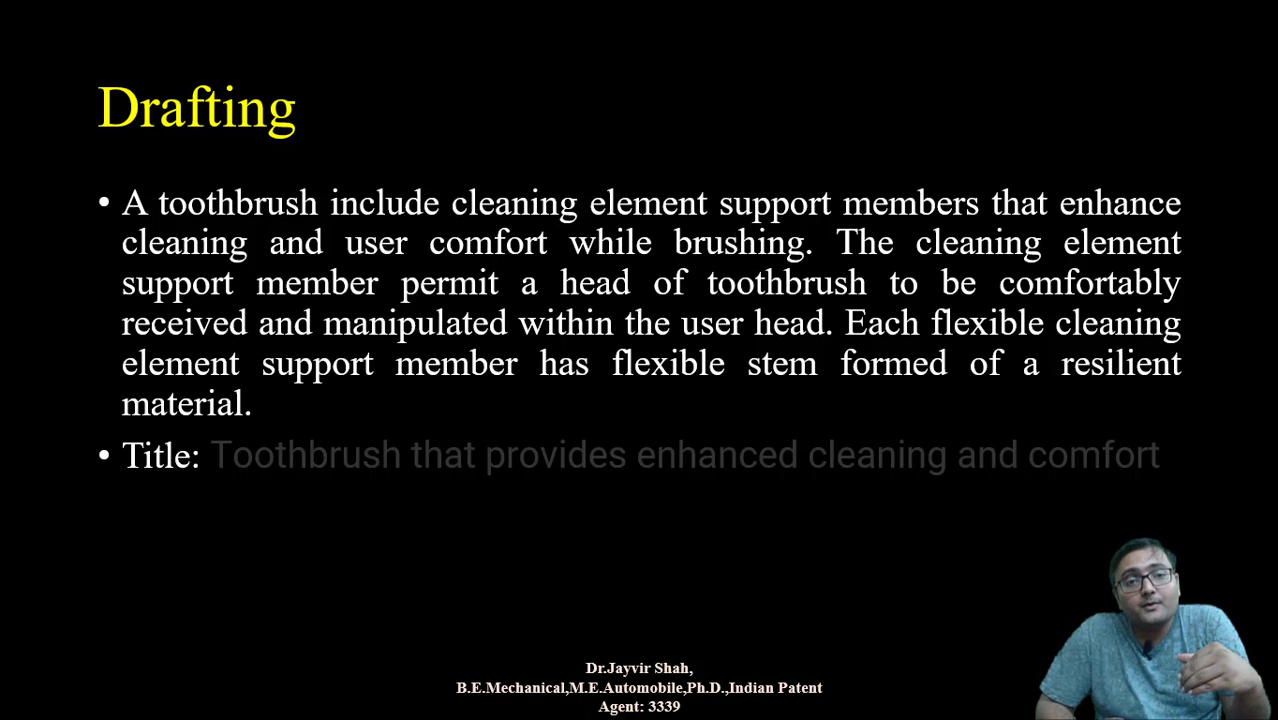 Drafting
• A toothbrush include cleaning element support members that enhance
cleaning and user comfort while brushing. The cleaning element
support member permit a head of toothbrush to be comfortably
received and manipulated within the user head. Each flexible cleaning
element support member has flexible stem formed of a resilient
material.
• Title: Toothbrush that provides enhanced cleaning and comfort
Dr.Jayvir Shah,
B.E.Mechanical,M.E.Automobile,Ph.D.,Indian Patent
Agent: 3339